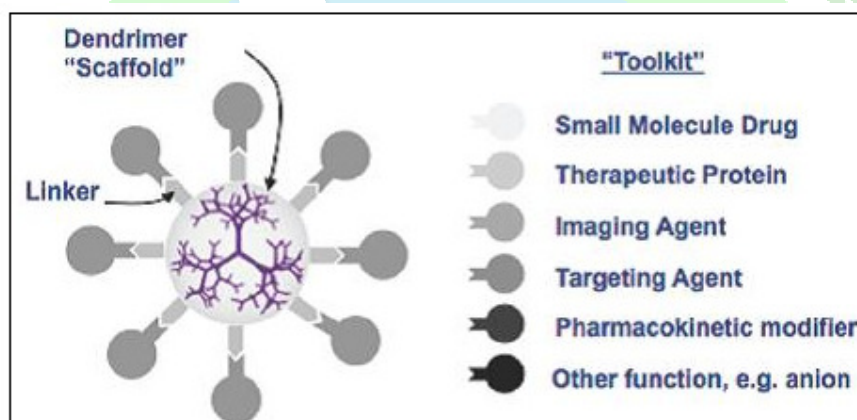 Dendrimer
"Scaffold"
Linker
"Toolkit"
Small Molecule Drug
Therapeutic Protein
Imaging Agent
Targeting Agent
Pharmacokinetic modifier
Other function, e.g. anion